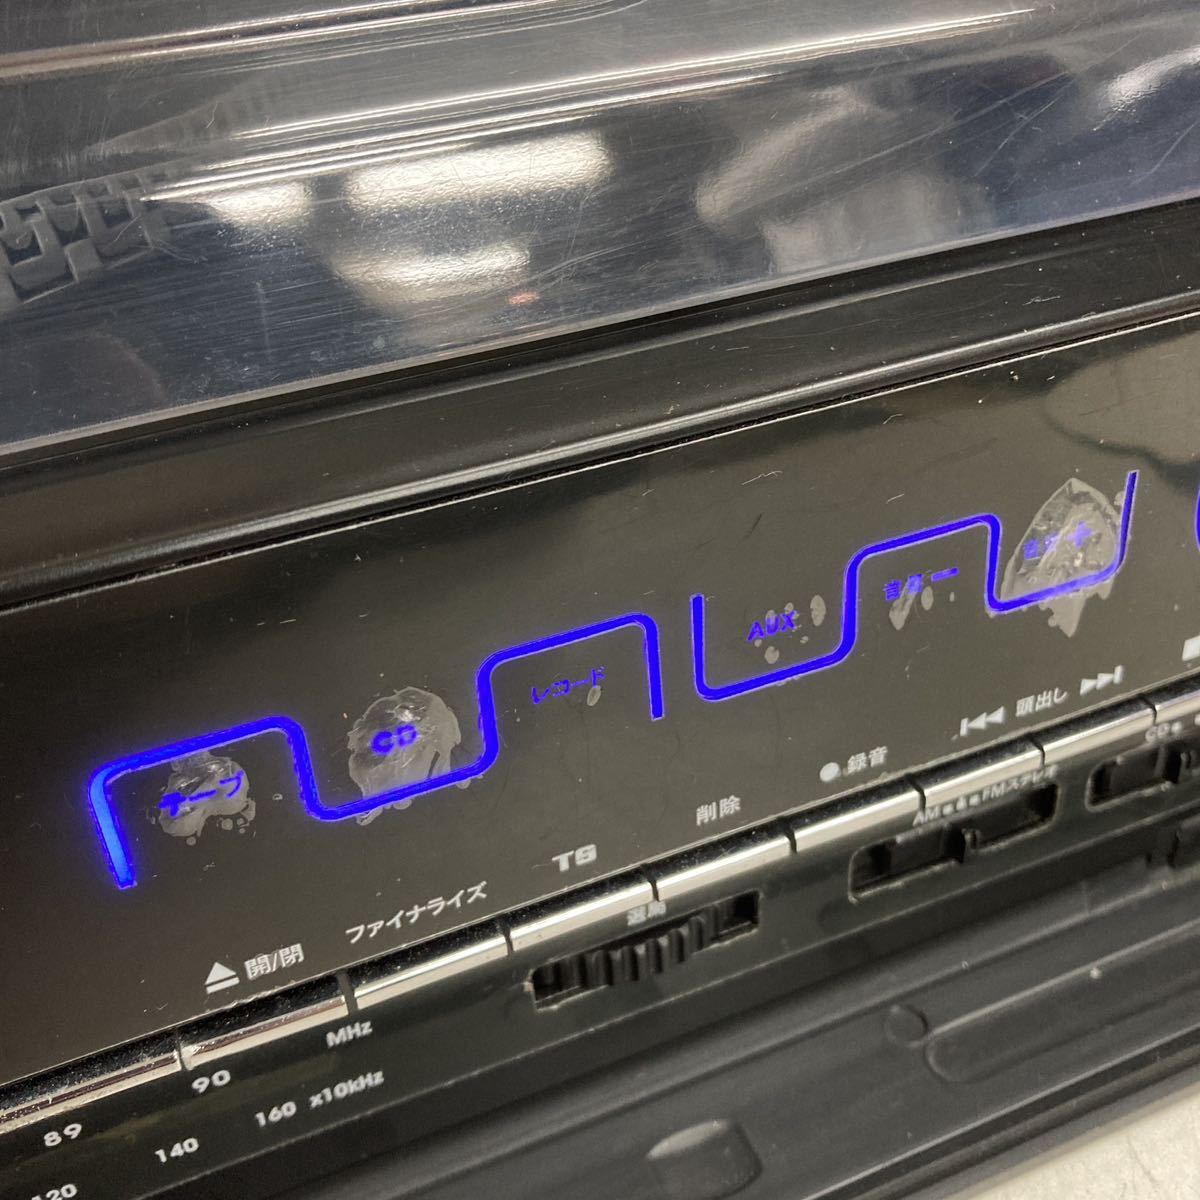 テープ
CD
レコード
AUX
音量 ー
音量 +
開/閉
ファイナライズ
TS
削除
録音
頭出し
選局
AM
FMステレオ
CD
MHz
89
90
120
140
160 x10kHz